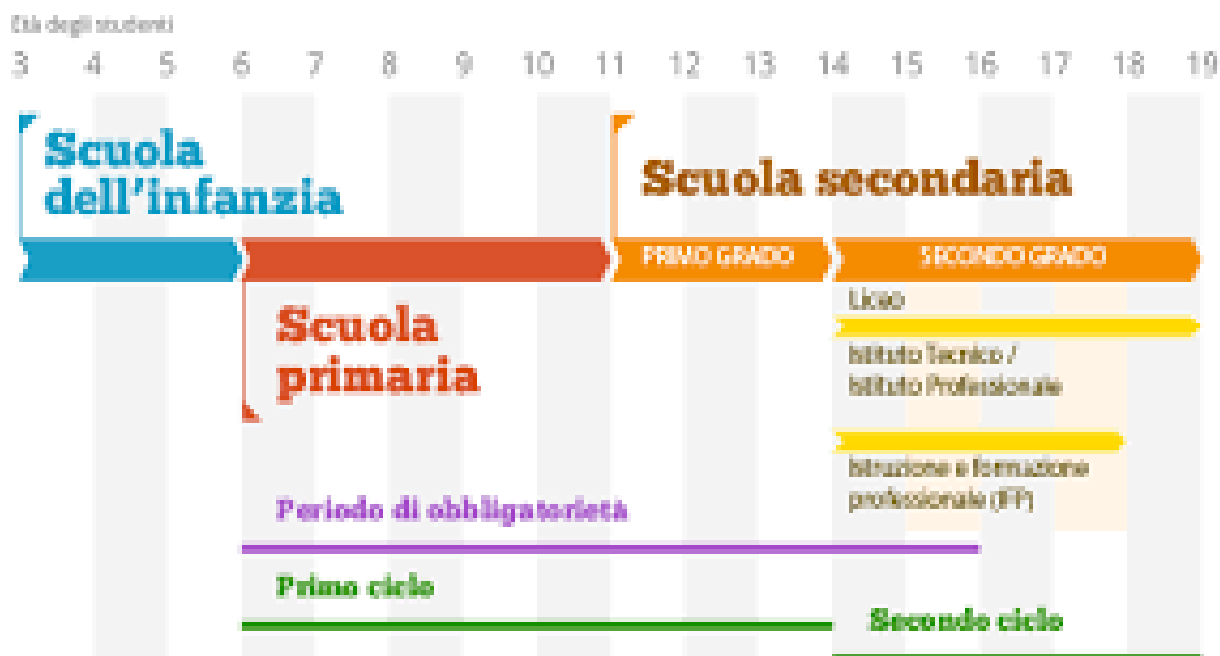 Età degli studenti
3 4 5 6 7 8 9 10 11 12 13 14 15 16 17 18 19
Scuola
dell'infanzia
Scuola secondaria
PRIMO GRADO
SECONDO GRADO
Scuola
primaria
Liceo
Istituto Tecnico /
Istituto Professionale
Istruzione e formazione
professionale (IFP)
Periodo di obbligatorietà
Primo ciclo
Secondo ciclo